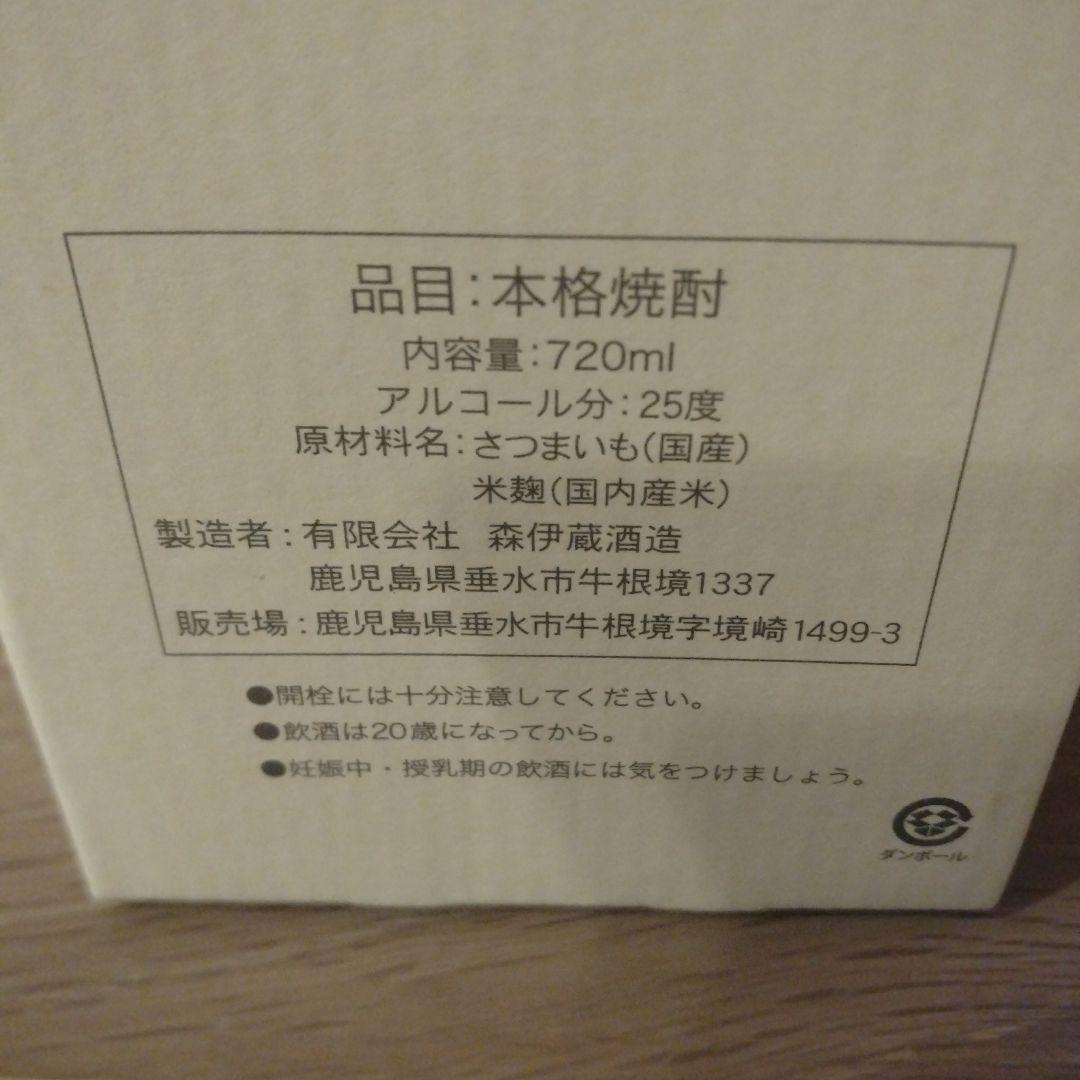 品目:本格焼酎
内容量:720ml
アルコール分:25度
原材料名:さつまいも(国産)
米麹(国内産米)
製造者:有限会社 森伊蔵酒造
鹿児島県垂水市牛根境1337
販売場:鹿児島県垂水市牛根境字境崎1499-3
●開栓には十分注意してください。
●飲酒は20歳になってから。
●妊娠中・授乳期の飲酒には気をつけましょう。
ダンボール